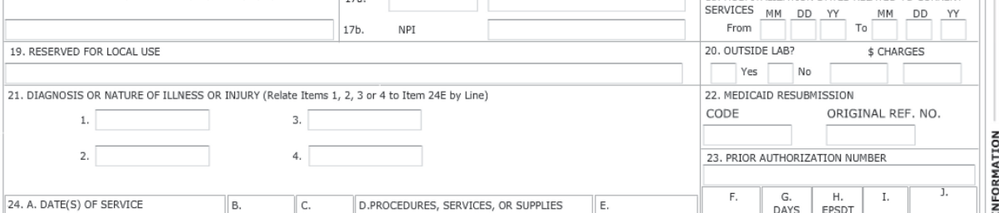 17a.
SERVICES
MM DD YY MM DD YY
From To
17b. NPI
19. RESERVED FOR LOCAL USE
20. OUTSIDE LAB? $ CHARGES
Yes No
21. DIAGNOSIS OR NATURE OF ILLNESS OR INJURY (Relate Items 1, 2, 3 or 4 to Item 24E by Line)
1. 3.
2. 4.
22. MEDICAID RESUBMISSION
CODE ORIGINAL REF. NO.
23. PRIOR AUTHORIZATION NUMBER
24. A. DATE(S) OF SERVICE B. C. D.PROCEDURES, SERVICES, OR SUPPLIES E. F. G. H. I. J.
DAYS EPSDT